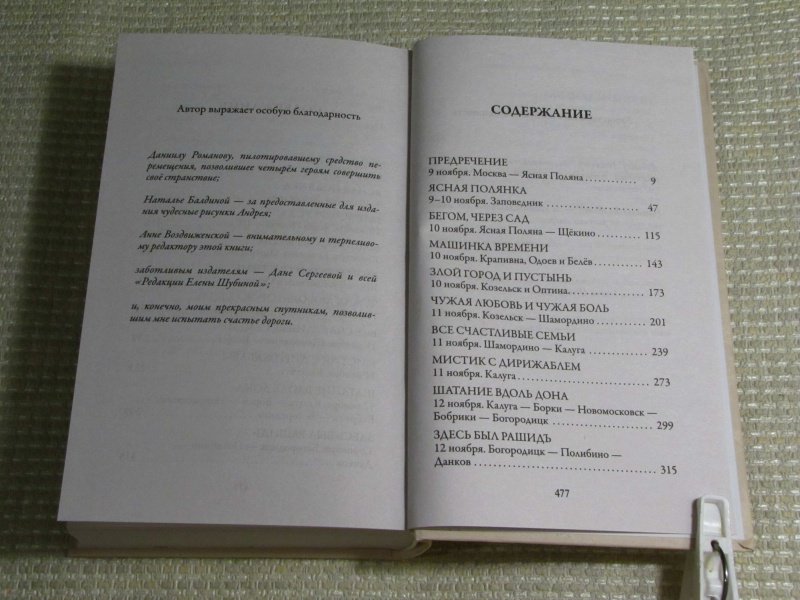 Автор выражает особую благодарность
Даниилу Романову, пилотировавшему средство пе-
ремещения, позволившее четырём героям совершить
своё странствие;
Наталье Балдиной — за предоставленные для изда-
ния чудесные рисунки Андрея;
Анне Воздвиженской — внимательному и терпеливо-
му редактору этой книги;
заботливым издателям — Дане Сергеевой и всей
«Редакции Елены Шубиной»;
и, конечно, моим прекрасным спутникам, позволив-
шим мне испытать счастье дороги.
СОДЕРЖАНИЕ
ПРЕДРЕЧЕНИЕ
9 ноября. Москва — Ясная Поляна . . . . . . . . . . . . 9
ЯСНАЯ ПОЛЯНКА
9–10 ноября. Заповедник . . . . . . . . . . . . . . . . . . 47
БЕГОМ, ЧЕРЕЗ САД
10 ноября. Ясная Поляна — Щёкино . . . . . . . . . 115
МАШИНКА ВРЕМЕНИ
10 ноября. Крапивна, Одоев и Белёв . . . . . . . . . 143
ЗЛОЙ ГОРОД И ПУСТЫНЬ
10 ноября. Козельск и Оптина. . . . . . . . . . . . . . 173
ЧУЖАЯ ЛЮБОВЬ И ЧУЖАЯ БОЛЬ
11 ноября. Козельск — Шамордино . . . . . . . . . . 201
ВСЕ СЧАСТЛИВЫЕ СЕМЬИ
11 ноября. Шамордино — Калуга . . . . . . . . . . . 239
МИСТИК С ДИРИЖАБЛЕМ
11 ноября. Калуга. . . . . . . . . . . . . . . . . . . . . . . 273
ШАТАНИЕ ВДОЛЬ ДОНА
12 ноября. Калуга — Борки — Новомосковск —
Бобрики — Богородицк . . . . . . . . . . . . . . . . . . 299
ЗДЕСЬ БЫЛ РАШИДЪ
12 ноября. Богородицк — Полибино —
Данков . . . . . . . . . . . . . . . . . . . . . . . . . . . . . . 315
477